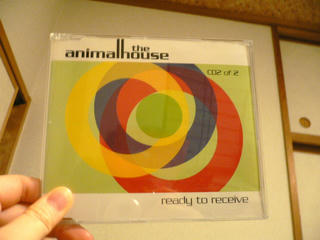 the
animalhouse
CD2 of 2
ready to receive